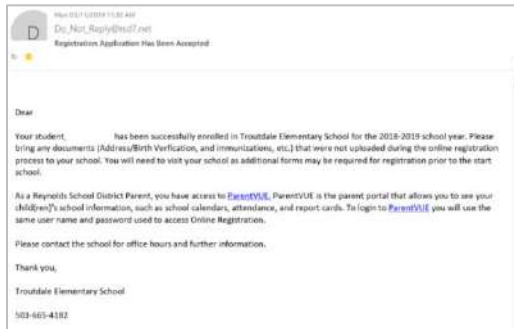 D
Do_Not_Reply@rsd7.net
Registration Application Has Been Accepted
Dear
Your student, has been successfully enrolled in Troutdale Elementary School for the 2018-2019 school year. Please
bring any documents (Address/Birth Verfication, and immunizations, etc.) that were not uploaded during the online registration
process to your school. You will need to visit your school as additional forms may be required for registration prior to the start
school.
As a Reynolds School District Parent, you have access to ParentVUE. ParentVUE is the parent portal that allows you to see your
child(ren)'s school information, such as school calendars, attendance, and report cards. To login to ParentVUE you will use the
same user name and password used to access Online Registration.
Please contact the school for office hours and further information.
Thank you,
Troutdale Elementary School
503-665-4182